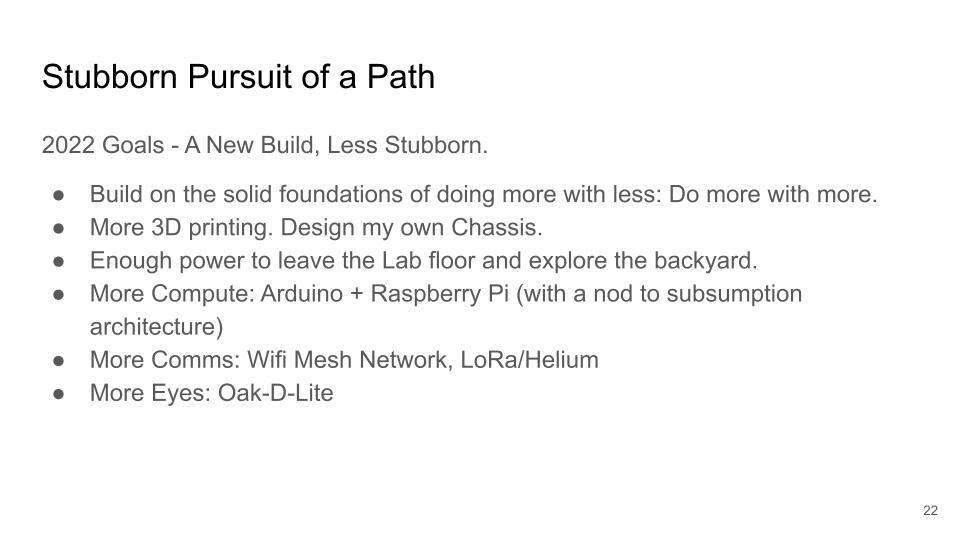 Stubborn Pursuit of a Path
2022 Goals - A New Build, Less Stubborn.
● Build on the solid foundations of doing more with less: Do more with more.
● More 3D printing. Design my own Chassis.
● Enough power to leave the Lab floor and explore the backyard.
● More Compute: Arduino + Raspberry Pi (with a nod to subsumption
architecture)
● More Comms: Wifi Mesh Network, LoRa/Helium
● More Eyes: Oak-D-Lite
22